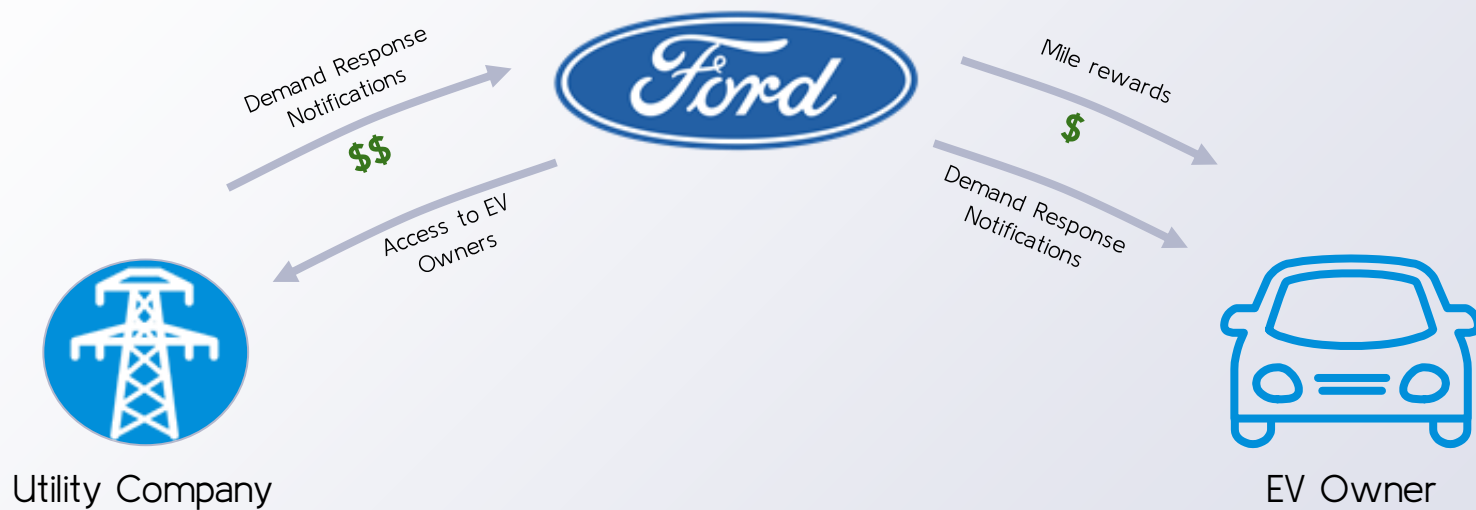 Demand Response
Notifications
$$
Access to EV
Owners
Ford
Mile rewards
$
Demand Response
Notifications
Utility Company
EV Owner